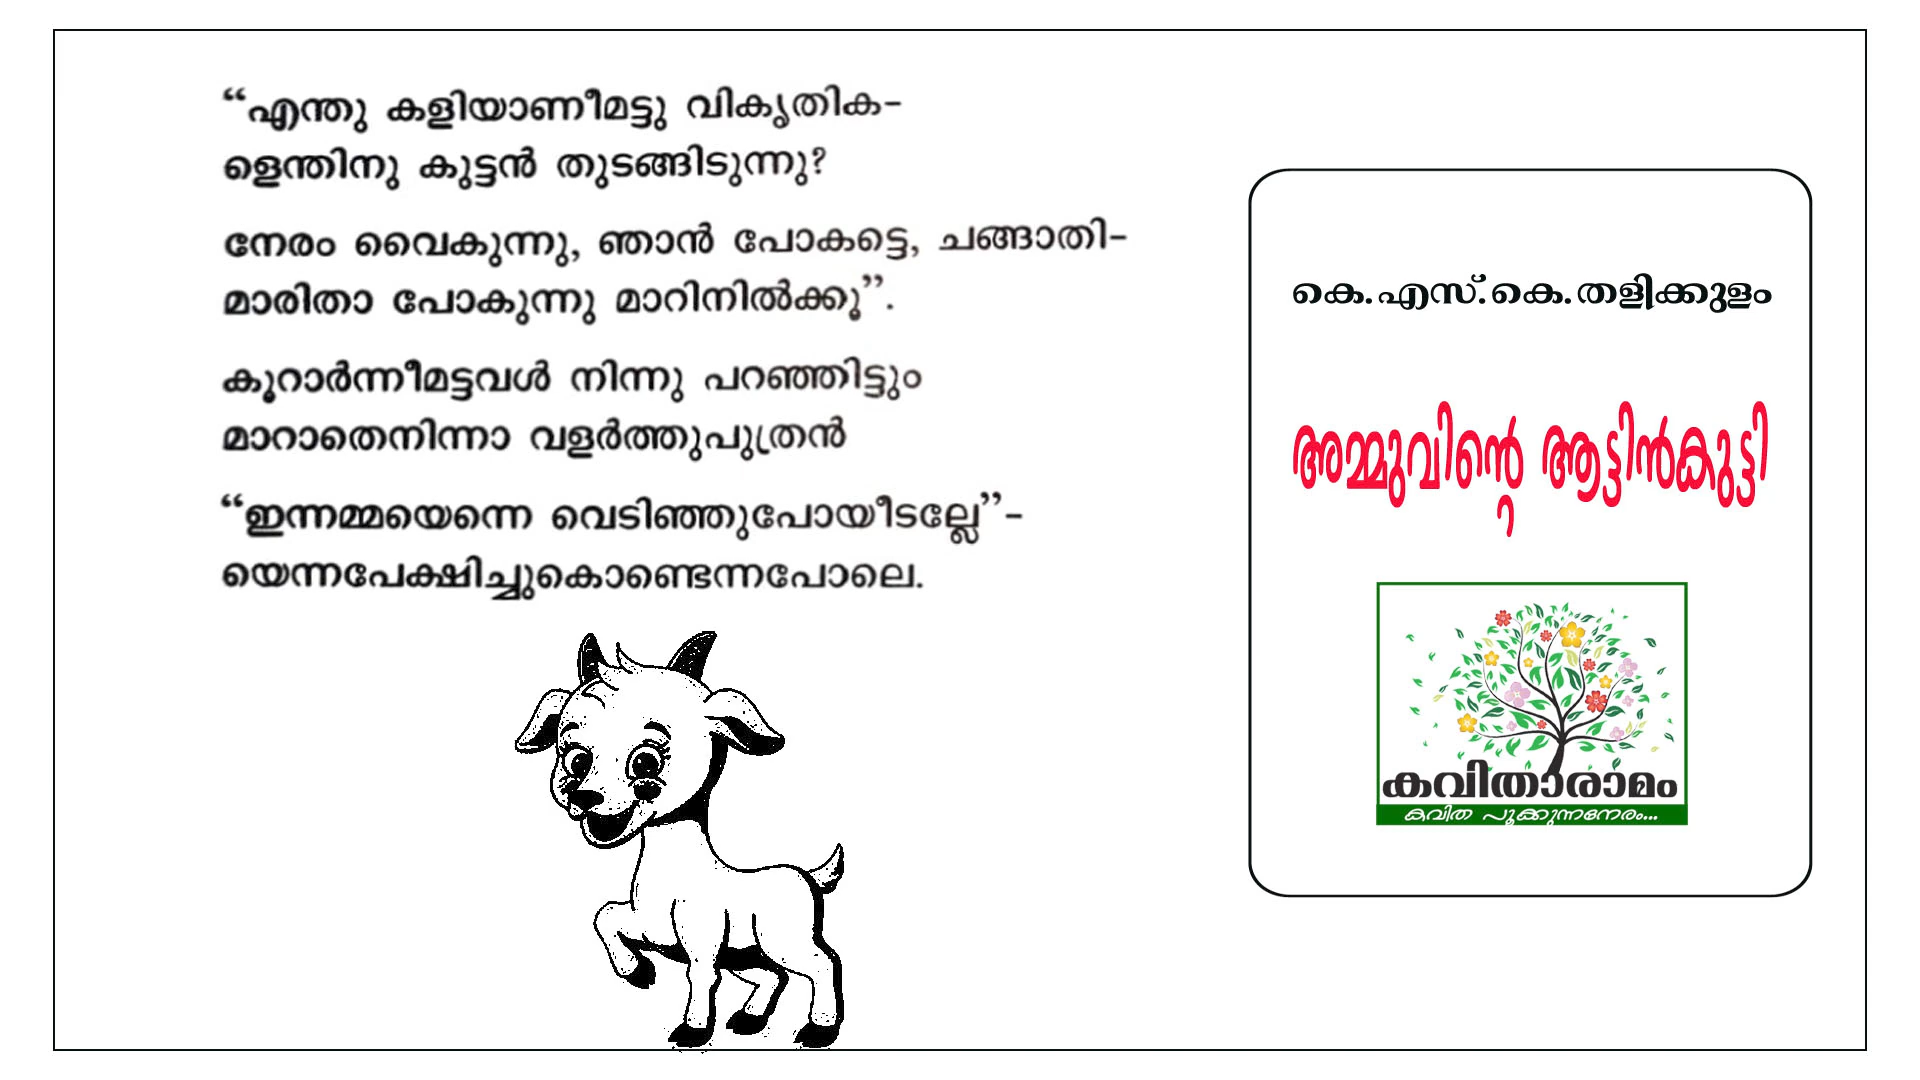 “എന്തു കളിയാണീമട്ടു വികൃതിക-
ളെന്തിനു കുട്ടൻ തുടങ്ങിടുന്നു?
നേരം വൈകുന്നു, ഞാൻ പോകട്ടെ, ചങ്ങാതി-
മാരിതാ പോകുന്നു മാറിനിൽക്കൂ”.
കൂറാർന്നീമട്ടവൾ നിന്നു പറഞ്ഞിട്ടും
മാറാതെനിന്നാ വളർത്തുപുത്രൻ
“ഇന്നമ്മയെന്നെ വെടിഞ്ഞുപോയീടല്ലേ”-
യെന്നപേക്ഷിച്ചുകൊണ്ടെന്നപോലെ.
കെ.എസ്.കെ.തളിക്കുളം
അമ്മുവിന്റെ ആട്ടിൻകുട്ടി
കവിതാരാമം
കവിത പൂക്കുന്നനേരം...